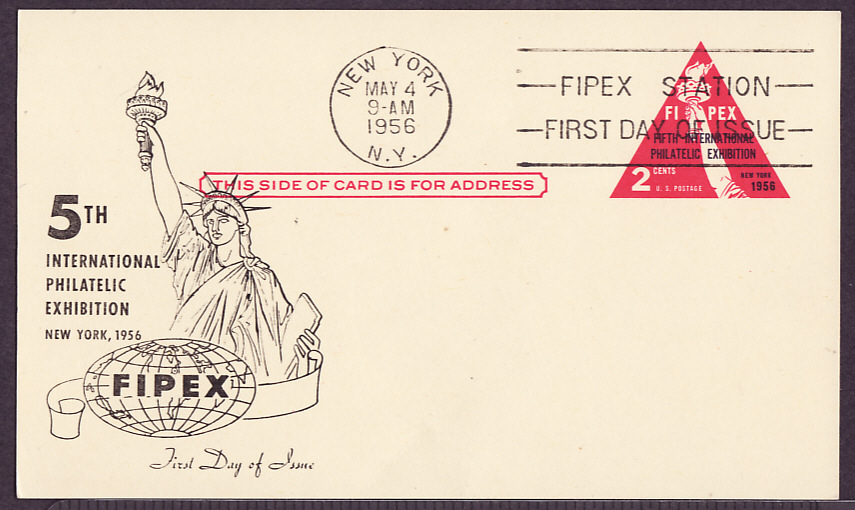 NEW YORK
MAY 4
9-AM
1956
N.Y.
FIPEX STATION
FIRST DAY OF ISSUE
FIPEX
FIFTH INTERNATIONAL
PHILATELIC EXHIBITION
2 CENTS
U.S. POSTAGE
NEW YORK
1956
THIS SIDE OF CARD IS FOR ADDRESS
5TH
INTERNATIONAL
PHILATELIC
EXHIBITION
NEW YORK, 1956
FIPEX
First Day of Issue